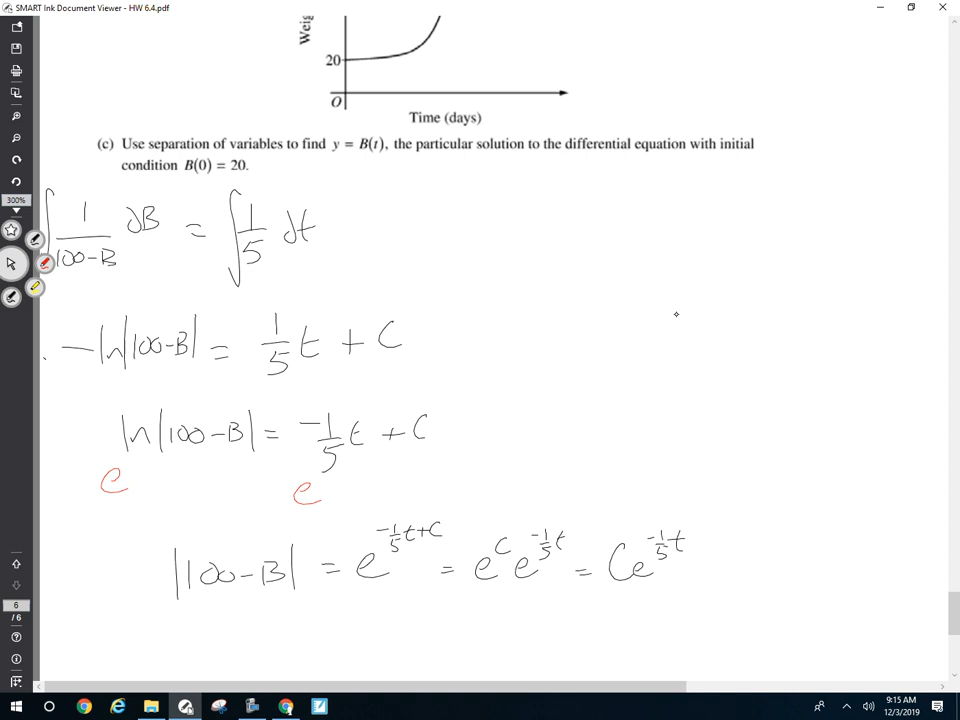 SMART Ink Document Viewer - HW 6.4.pdf
Weig
20
O
Time (days)
(c) Use separation of variables to find y = B(t), the particular solution to the differential equation with initial
condition B(0) = 20.
∫ 1/(100-B) dB = ∫ 1/5 dt
-ln|100-B| = 1/5 t + C
ln|100-B| = -1/5 t + C
e e
|100-B| = e^(-1/5 t + C) = e^C e^(-1/5 t) = Ce^(-1/5 t)
300%
6
/ 6
9:15 AM
12/3/2019